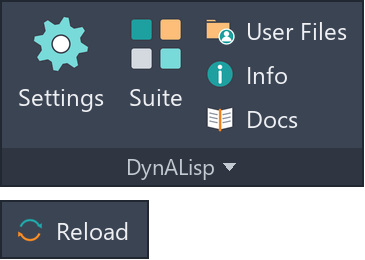 User Files
Settings
Suite
Info
Docs
DynALisp
Reload